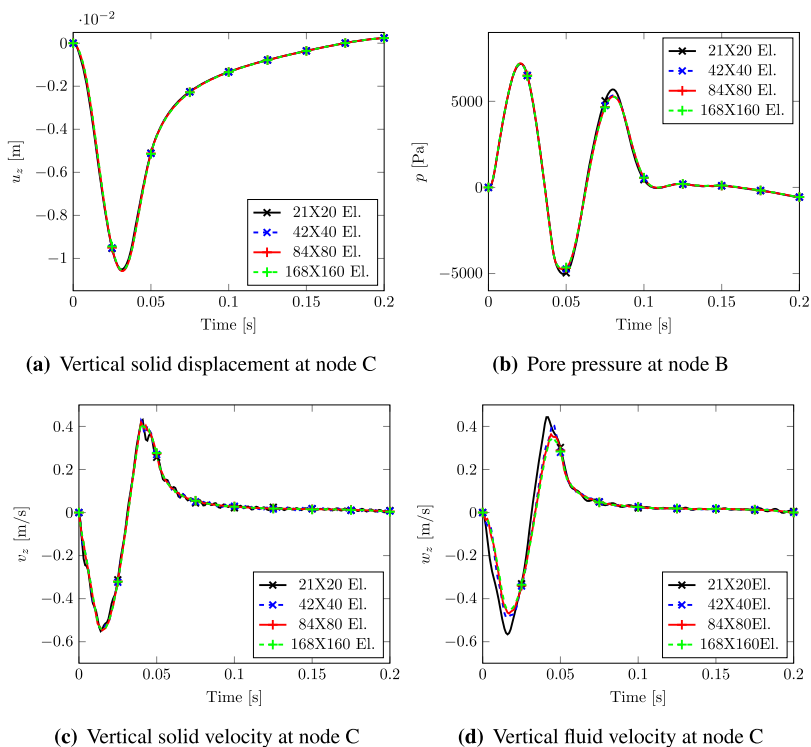 ·10⁻²
0
−0.2
−0.4
−0.6
−0.8
−1
u_z [m]
21X20 El.
42X40 El.
84X80 El.
168X160 El.
0 0.05 0.1 0.15 0.2
Time [s]
(a) Vertical solid displacement at node C
5000
0
−5000
p [Pa]
21X20 El.
42X40 El.
84X80 El.
168X160 El.
0 0.05 0.1 0.15 0.2
Time [s]
(b) Pore pressure at node B
0.4
0.2
0
−0.2
−0.4
−0.6
v_z [m/s]
21X20 El.
42X40 El.
84X80 El.
168X160 El.
0 0.05 0.1 0.15 0.2
Time [s]
(c) Vertical solid velocity at node C
0.4
0.2
0
−0.2
−0.4
−0.6
w_z [m/s]
21X20El.
42X40El.
84X80El.
168X160El.
0 0.05 0.1 0.15 0.2
Time [s]
(d) Vertical fluid velocity at node C